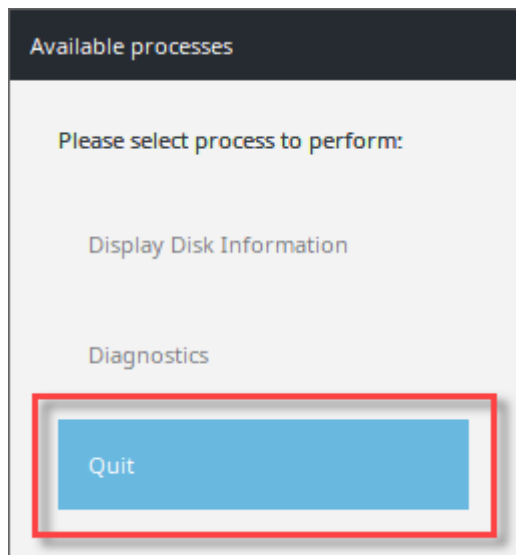 Available processes
Please select process to perform:
Display Disk Information
Diagnostics
Quit